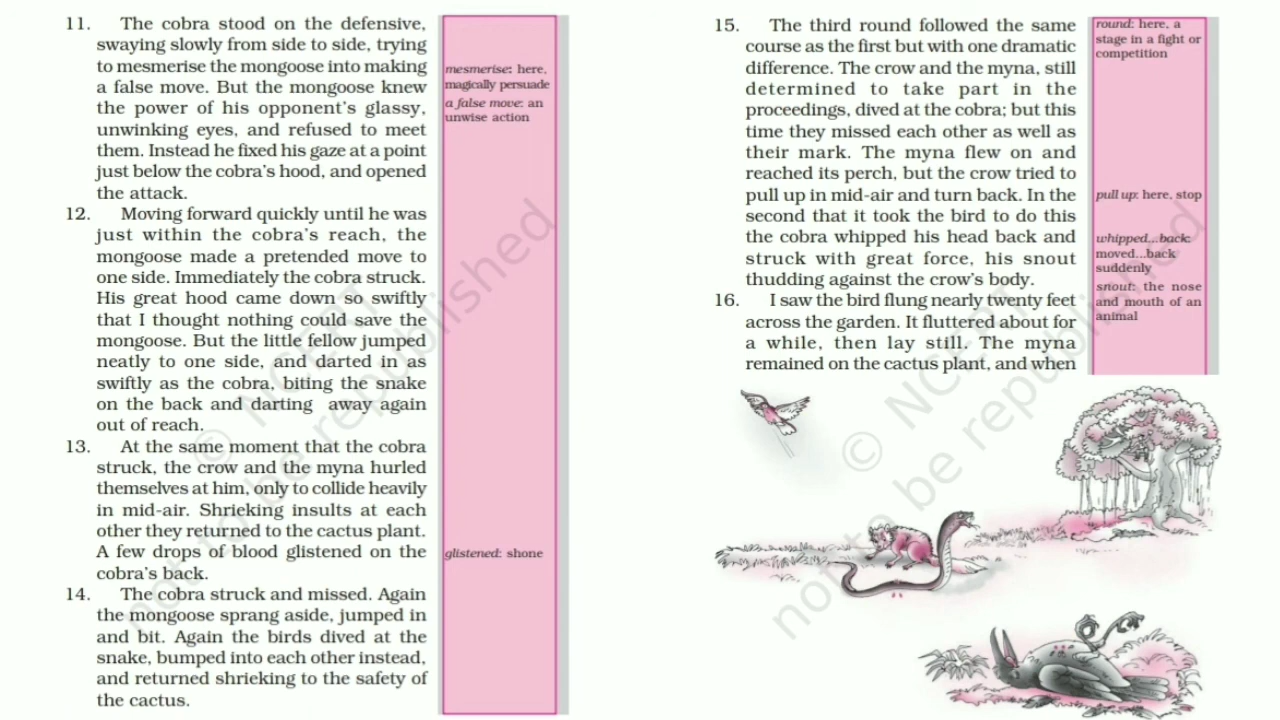 11. The cobra stood on the defensive,
swaying slowly from side to side, trying
to mesmerise the mongoose into making
a false move. But the mongoose knew
the power of his opponent's glassy,
unwinking eyes, and refused to meet
them. Instead he fixed his gaze at a point
just below the cobra's hood, and opened
the attack.
12. Moving forward quickly until he was
just within the cobra's reach, the
mongoose made a pretended move to
one side. Immediately the cobra struck.
His great hood came down so swiftly
that I thought nothing could save the
mongoose. But the little fellow jumped
neatly to one side, and darted in as
swiftly as the cobra, biting the snake
on the back and darting away again
out of reach.
13. At the same moment that the cobra
struck, the crow and the myna hurled
themselves at him, only to collide heavily
in mid-air. Shrieking insults at each
other they returned to the cactus plant.
A few drops of blood glistened on the
cobra's back.
14. The cobra struck and missed. Again
the mongoose sprang aside, jumped in
and bit. Again the birds dived at the
snake, bumped into each other instead,
and returned shrieking to the safety of
the cactus.
mesmerise: here,
magically persuade
a false move: an
unwise action
glistened: shone
© NCERT
not to be republished
15. The third round followed the same
course as the first but with one dramatic
difference. The crow and the myna, still
determined to take part in the
proceedings, dived at the cobra; but this
time they missed each other as well as
their mark. The myna flew on and
reached its perch, but the crow tried to
pull up in mid-air and turn back. In the
second that it took the bird to do this
the cobra whipped his head back and
struck with great force, his snout
thudding against the crow's body.
16. I saw the bird flung nearly twenty feet
across the garden. It fluttered about for
a while, then lay still. The myna
remained on the cactus plant, and when
round: here, a
stage in a fight or
competition
pull up: here, stop
whipped...back:
moved...back
suddenly
snout: the nose
and mouth of an
animal
© NCERT
not to be republished